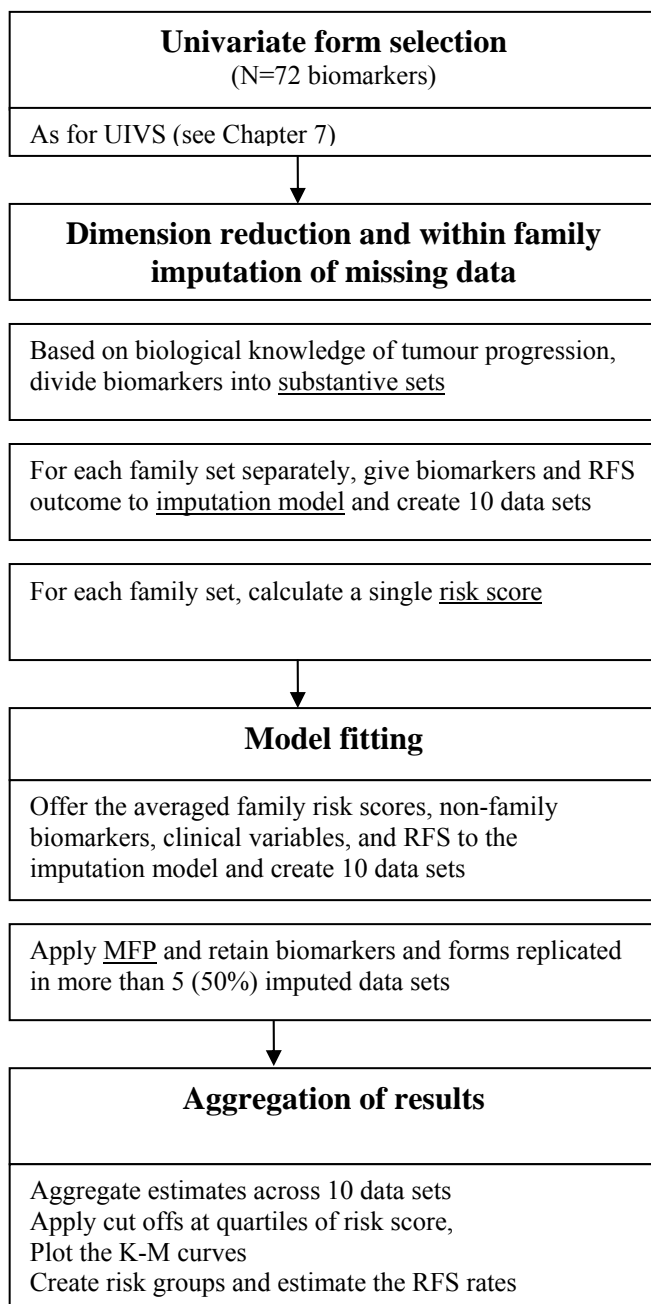 Univariate form selection
(N=72 biomarkers)
As for UIVS (see Chapter 7)
Dimension reduction and within family
imputation of missing data
Based on biological knowledge of tumour progression,
divide biomarkers into substantive sets
For each family set separately, give biomarkers and RFS
outcome to imputation model and create 10 data sets
For each family set, calculate a single risk score
Model fitting
Offer the averaged family risk scores, non-family
biomarkers, clinical variables, and RFS to the
imputation model and create 10 data sets
Apply MFP and retain biomarkers and forms replicated
in more than 5 (50%) imputed data sets
Aggregation of results
Aggregate estimates across 10 data sets
Apply cut offs at quartiles of risk score,
Plot the K-M curves
Create risk groups and estimate the RFS rates